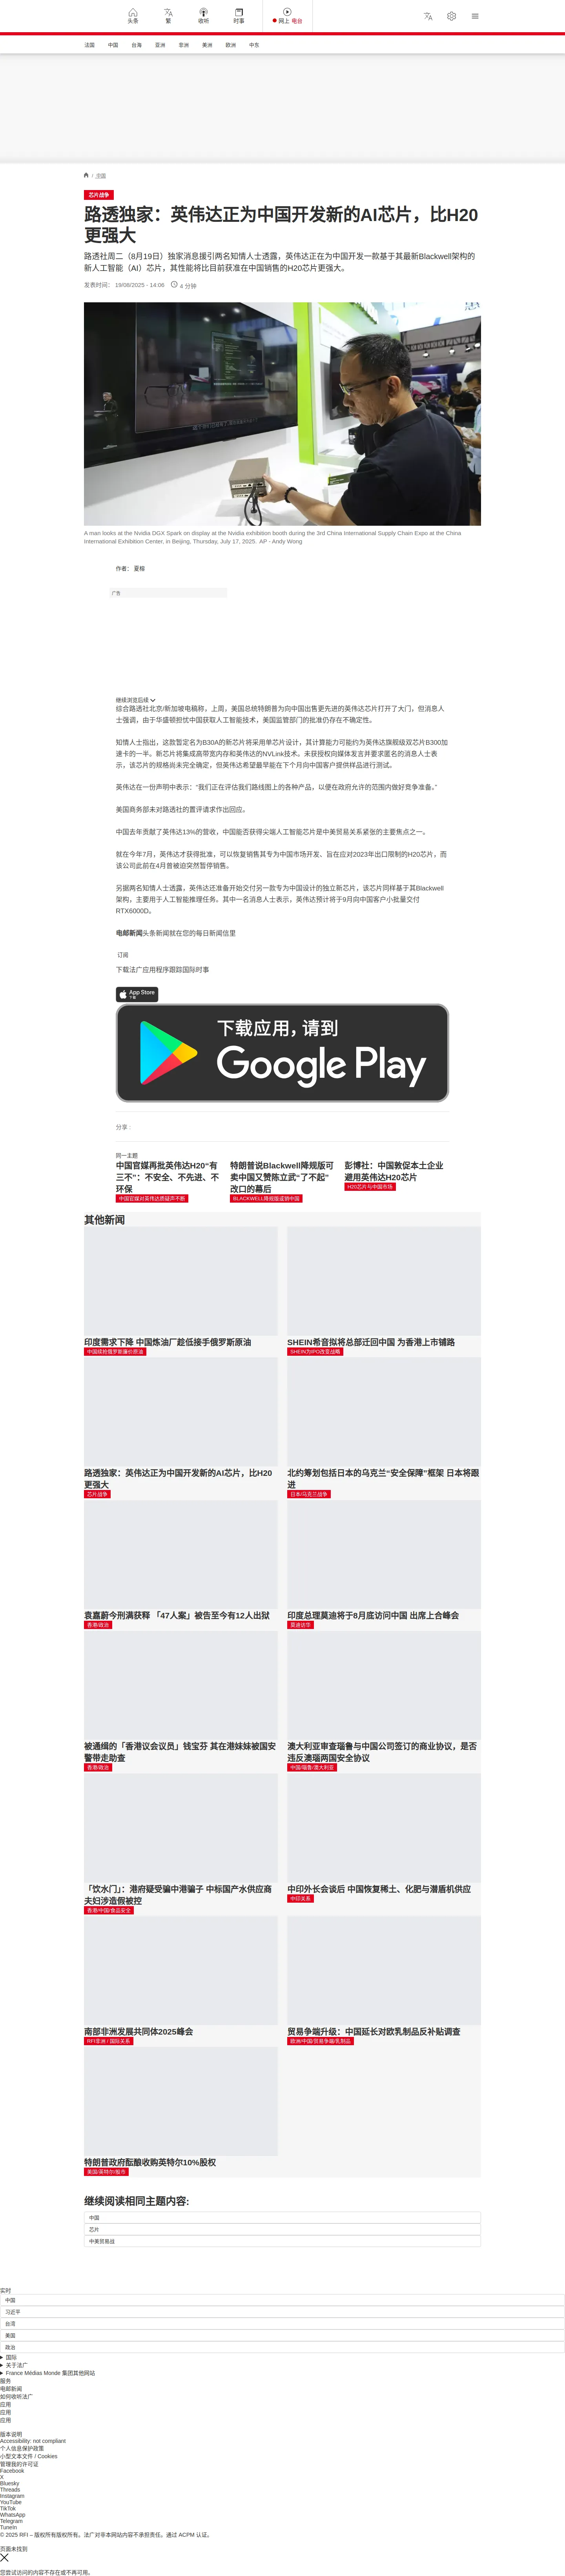 头条
繁
收听
时事
网上 电台
法国
中国
台海
亚洲
非洲
美洲
欧洲
中东
/ 中国
芯片战争
路透独家：英伟达正为中国开发新的AI芯片，比H20
更强大
路透社周二（8月19日）独家消息援引两名知情人士透露，英伟达正在为中国开发一款基于其最新Blackwell架构的
新人工智能（AI）芯片，其性能将比目前获准在中国销售的H20芯片更强大。
发表时间： 19/08/2025 - 14:06
4 分钟
A man looks at the Nvidia DGX Spark on display at the Nvidia exhibition booth during the 3rd China International Supply Chain Expo at the China
International Exhibition Center, in Beijing, Thursday, July 17, 2025. AP - Andy Wong
作者： 夏榕
广告
继续浏览后续
综合路透社北京/新加坡电稿称，上周，美国总统特朗普为向中国出售更先进的英伟达芯片打开了大门，但消息人
士强调，由于华盛顿担忧中国获取人工智能技术，美国监管部门的批准仍存在不确定性。
知情人士指出，这款暂定名为B30A的新芯片将采用单芯片设计，其计算能力可能约为英伟达旗舰级双芯片B300加
速卡的一半。新芯片将集成高带宽内存和英伟达的NVLink技术。未获授权向媒体发言并要求匿名的消息人士表
示，该芯片的规格尚未完全确定，但英伟达希望最早能在下个月向中国客户提供样品进行测试。
英伟达在一份声明中表示：“我们正在评估我们路线图上的各种产品，以便在政府允许的范围内做好竞争准备。”
美国商务部未对路透社的置评请求作出回应。
中国去年贡献了英伟达13%的营收，中国能否获得尖端人工智能芯片是中美贸易关系紧张的主要焦点之一。
就在今年7月，英伟达才获得批准，可以恢复销售其专为中国市场开发、旨在应对2023年出口限制的H20芯片，而
该公司此前在4月曾被迫突然暂停销售。
另据两名知情人士透露，英伟达还准备开始交付另一款专为中国设计的独立新芯片，该芯片同样基于其Blackwell
架构，主要用于人工智能推理任务。其中一名消息人士表示，英伟达预计将于9月向中国客户小批量交付
RTX6000D。
电邮新闻头条新闻就在您的每日新闻信里
订阅
下载法广应用程序跟踪国际时事
App Store
下载
下载应用，请到
Google Play
分享 :
同一主题
中国官媒再批英伟达H20“有
三不”：不安全、不先进、不
环保
中国官媒对英伟达质疑声不断
特朗普说Blackwell降规版可
卖中国又赞陈立武“了不起”
改口的幕后
BLACKWELL降规版或销中国
彭博社：中国敦促本土企业
避用英伟达H20芯片
H20芯片与中国市场
其他新闻
印度需求下降 中国炼油厂趁低接手俄罗斯原油
中国续抢俄罗斯廉价原油
SHEIN希音拟将总部迁回中国 为香港上市铺路
SHEIN为IPO改变战略
路透独家：英伟达正为中国开发新的AI芯片，比H20
更强大
芯片战争
北约筹划包括日本的乌克兰“安全保障”框架 日本将跟
进
日本/乌克兰战争
袁嘉蔚今刑满获释 「47人案」被告至今有12人出狱
香港/政治
印度总理莫迪将于8月底访问中国 出席上合峰会
莫迪访华
被通缉的「香港议会议员」钱宝芬 其在港妹妹被国安
警带走助查
香港/政治
澳大利亚审查瑙鲁与中国公司签订的商业协议，是否
违反澳瑙两国安全协议
中国/瑙鲁/澳大利亚
「饮水门」：港府疑受骗中港骗子 中标国产水供应商
夫妇涉造假被控
香港/中国/食品安全
中印外长会谈后 中国恢复稀土、化肥与潜盾机供应
中印关系
南部非洲发展共同体2025峰会
RFI非洲 / 国际关系
贸易争端升级：中国延长对欧乳制品反补贴调查
欧洲/中国/贸易争端/乳制品
特朗普政府酝酿收购英特尔10%股权
美国/英特尔/股市
继续阅读相同主题内容:
中国
芯片
中美贸易战
实时
中国
习近平
台湾
美国
政治
国际
关于法广
France Médias Monde 集团其他网站
服务
电邮新闻
如何收听法广
应用
应用
应用
版本说明
Accessibility: not compliant
个人信息保护政策
小型文本文件 / Cookies
管理我的许可证
Facebook
X
Bluesky
Threads
Instagram
YouTube
TikTok
WhatsApp
Telegram
TuneIn
© 2025 RFI – 版权所有版权所有。法广对非本网站内容不承担责任。通过 ACPM 认证。
页面未找到
您尝试访问的内容不存在或不再可用。